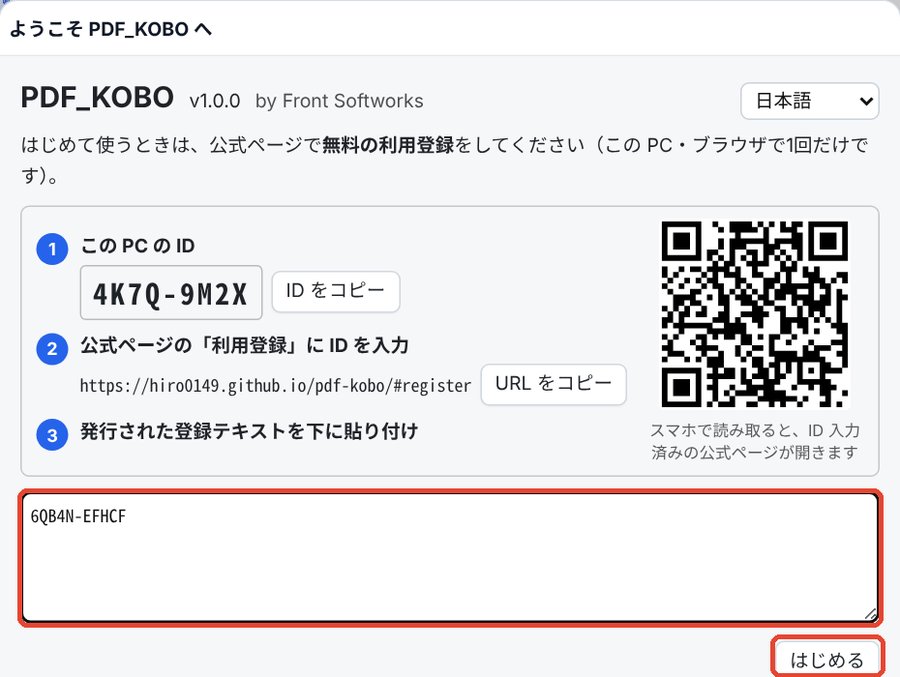 ようこそ PDF_KOBO へ
PDF_KOBO v1.0.0 by Front Softworks
日本語
はじめて使うときは、公式ページで無料の利用登録をしてください（この PC・ブラウザで1回だけで
す）。
1 この PC の ID
4K7Q-9M2X ID をコピー
2 公式ページの「利用登録」に ID を入力
https://hiro0149.github.io/pdf-kobo/#register URL をコピー
3 発行された登録テキストを下に貼り付け
スマホで読み取ると、ID 入力
済みの公式ページが開きます
6QB4N-EFHCF
はじめる